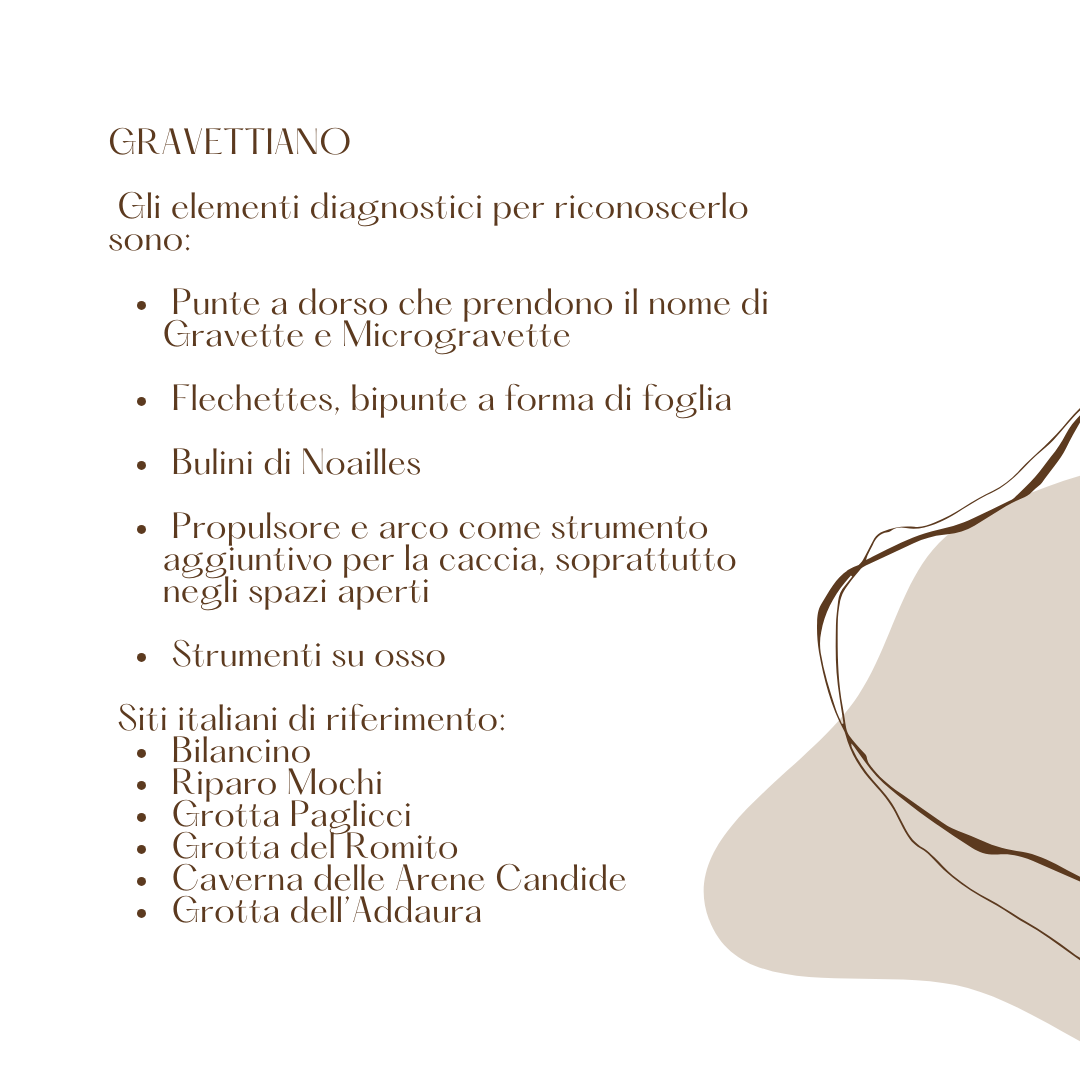 GRAVETTIANO
Gli elementi diagnostici per riconoscerlo
sono:
• Punte a dorso che prendono il nome di
Gravette e Microgravette
• Flechettes, bipunte a forma di foglia
• Bulini di Noailles
• Propulsore e arco come strumento
aggiuntivo per la caccia, soprattutto
negli spazi aperti
• Strumenti su osso
Siti italiani di riferimento:
• Bilancino
• Riparo Mochi
• Grotta Paglicci
• Grotta del Romito
• Caverna delle Arene Candide
• Grotta dell'Addaura